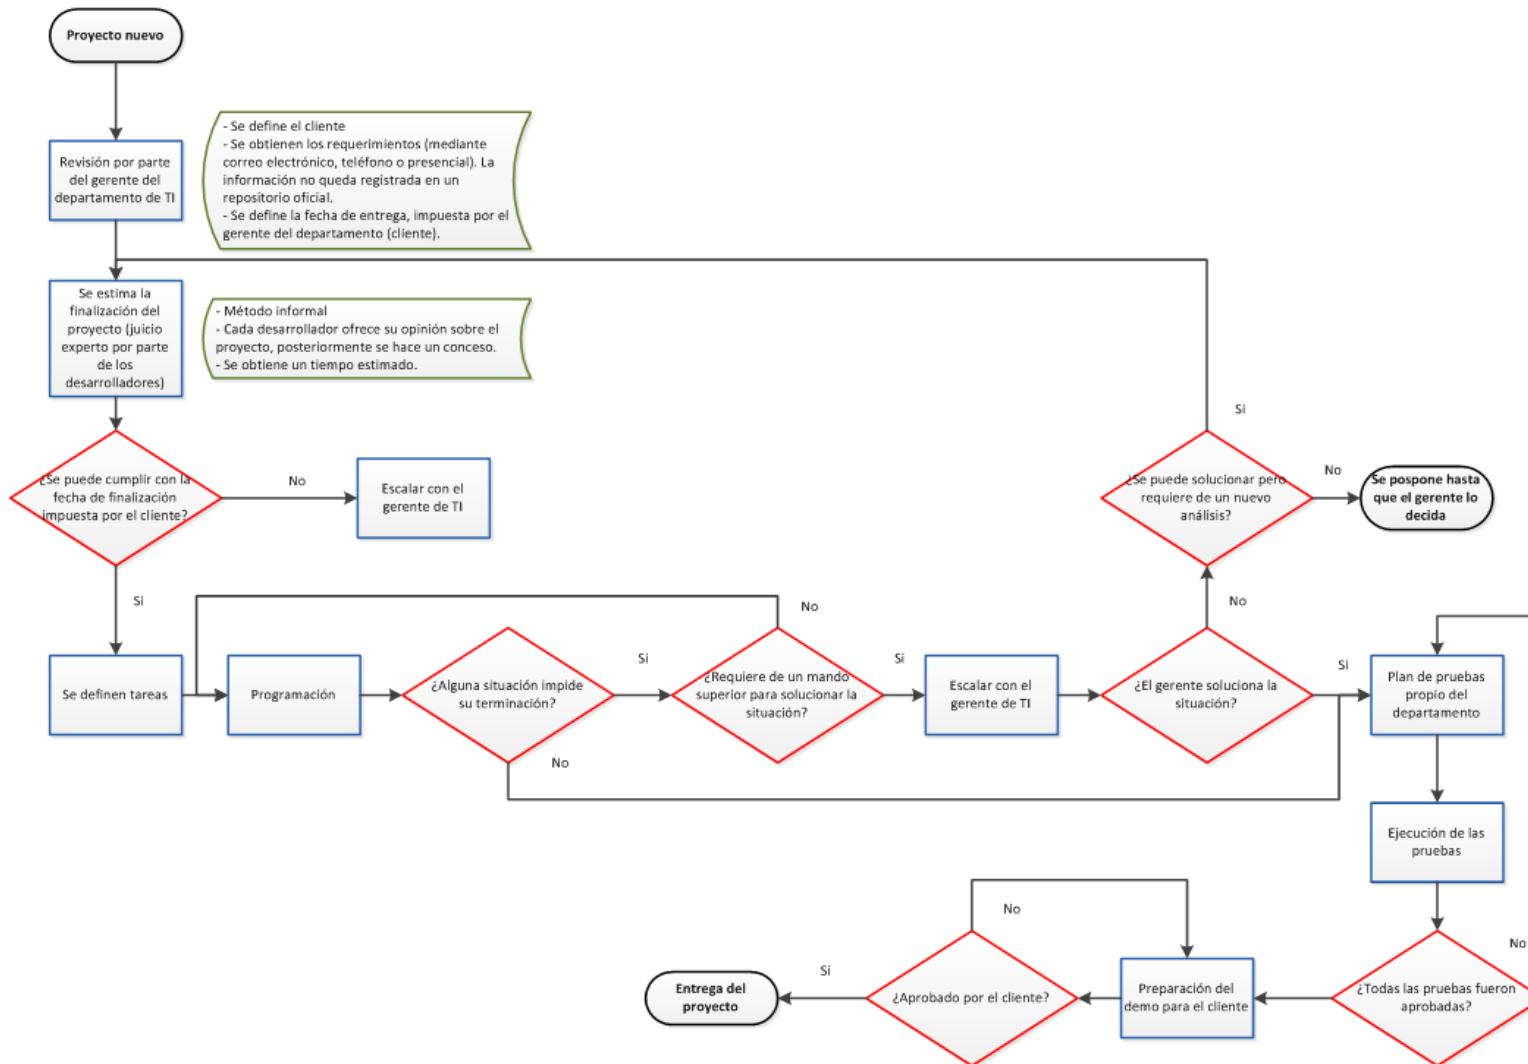 Proyecto nuevo
Revisión por parte
del gerente del
departamento de TI
- Se define el cliente
- Se obtienen los requerimientos (mediante
correo electrónico, teléfono o presencial). La
información no queda registrada en un
repositorio oficial.
- Se define la fecha de entrega, impuesta por el
gerente del departamento (cliente).
Se estima la
finalización del
proyecto (juicio
experto por parte
de los
desarrolladores)
- Método informal
- Cada desarrollador ofrece su opinión sobre el
proyecto, posteriormente se hace un conceso.
- Se obtiene un tiempo estimado.
¿Se puede cumplir con la
fecha de finalización
impuesta por el cliente?
No
Escalar con el
gerente de TI
Si
¿Se puede solucionar pero
requiere de un nuevo
análisis?
No
Se pospone hasta
que el gerente lo
decida
Si
No
No
Se definen tareas
Programación
¿Alguna situación impide
su terminación?
Si
¿Requiere de un mando
superior para solucionar la
situación?
Si
Escalar con el
gerente de TI
¿El gerente soluciona la
situación?
Si
Plan de pruebas
propio del
departamento
No
Ejecución de las
pruebas
No
No
Entrega del
proyecto
Si
¿Aprobado por el cliente?
Preparación del
demo para el cliente
¿Todas las pruebas fueron
aprobadas?